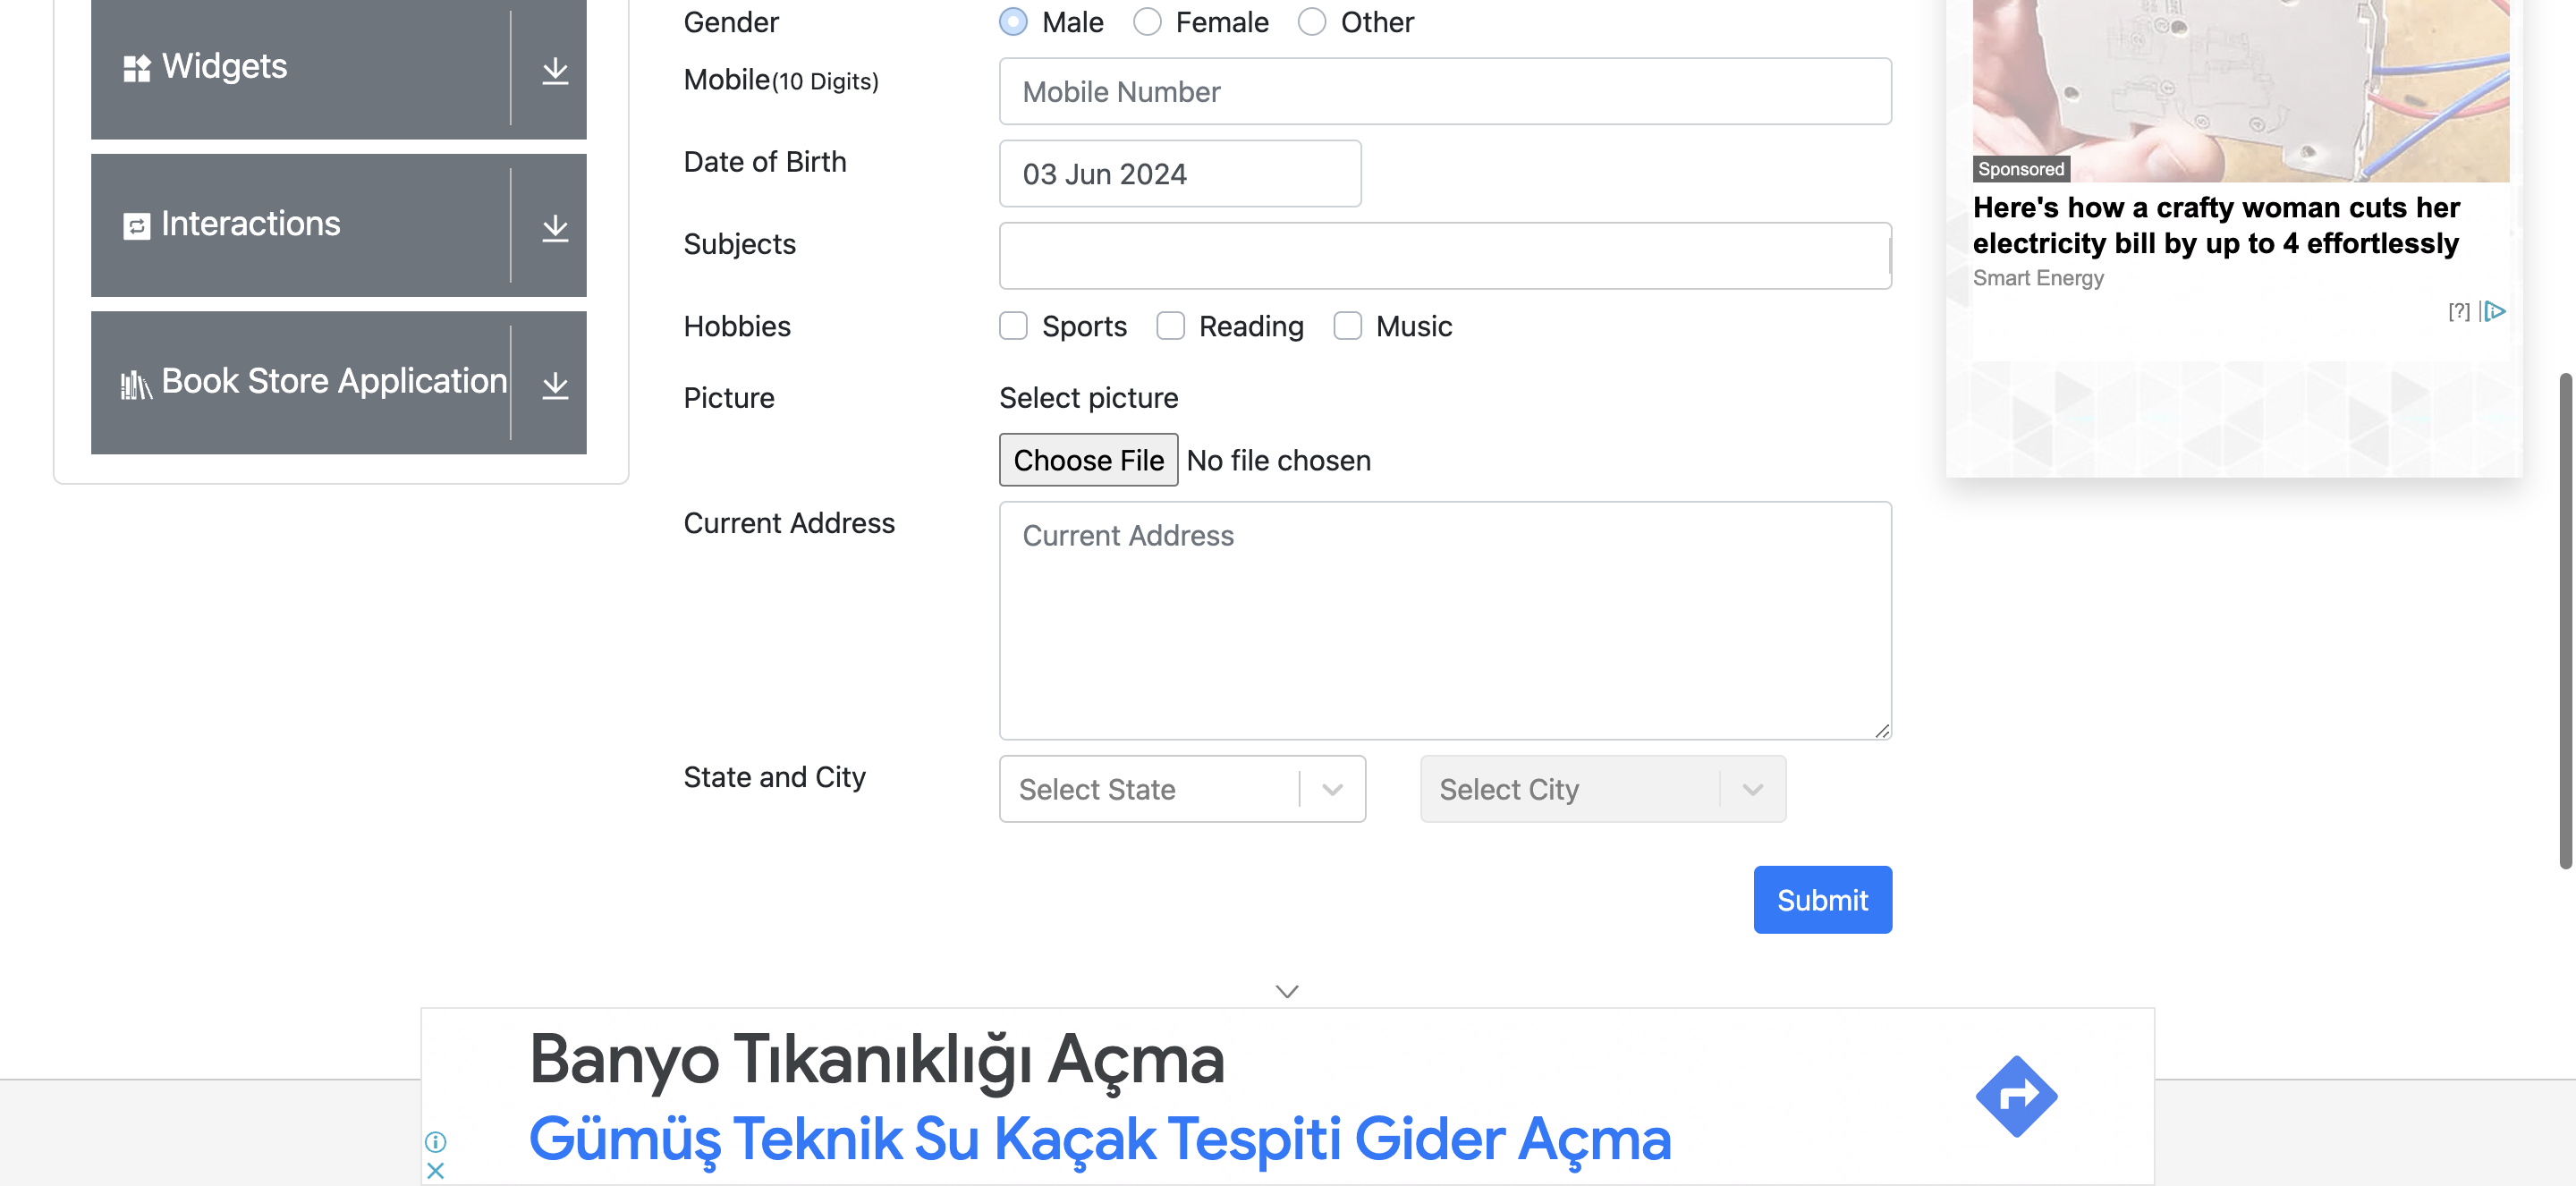 Widgets
Interactions
Book Store Application
Gender
Male
Female
Other
Mobile(10 Digits)
Mobile Number
Date of Birth
03 Jun 2024
Subjects
Hobbies
Sports
Reading
Music
Picture
Select picture
Choose File
No file chosen
Current Address
Current Address
State and City
Select State
Select City
Submit
Sponsored
Here's how a crafty woman cuts her
electricity bill by up to 4 effortlessly
Smart Energy
[?]
Banyo Tıkanıklığı Açma
Gümüş Teknik Su Kaçak Tespiti Gider Açma